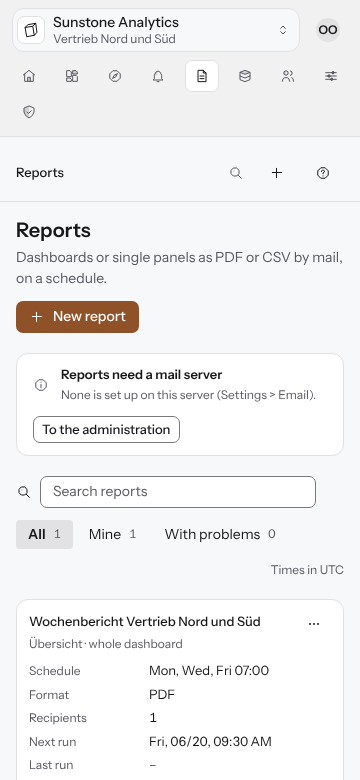 Sunstone Analytics
Vertrieb Nord und Süd
OO
Reports
Reports
Dashboards or single panels as PDF or CSV by mail,
on a schedule.
New report
Reports need a mail server
None is set up on this server (Settings > Email).
To the administration
Search reports
All 1 Mine 1 With problems 0
Times in UTC
Wochenbericht Vertrieb Nord und Süd
Übersicht · whole dashboard
Schedule Mon, Wed, Fri 07:00
Format PDF
Recipients 1
Next run Fri, 06/20, 09:30 AM
Last run –